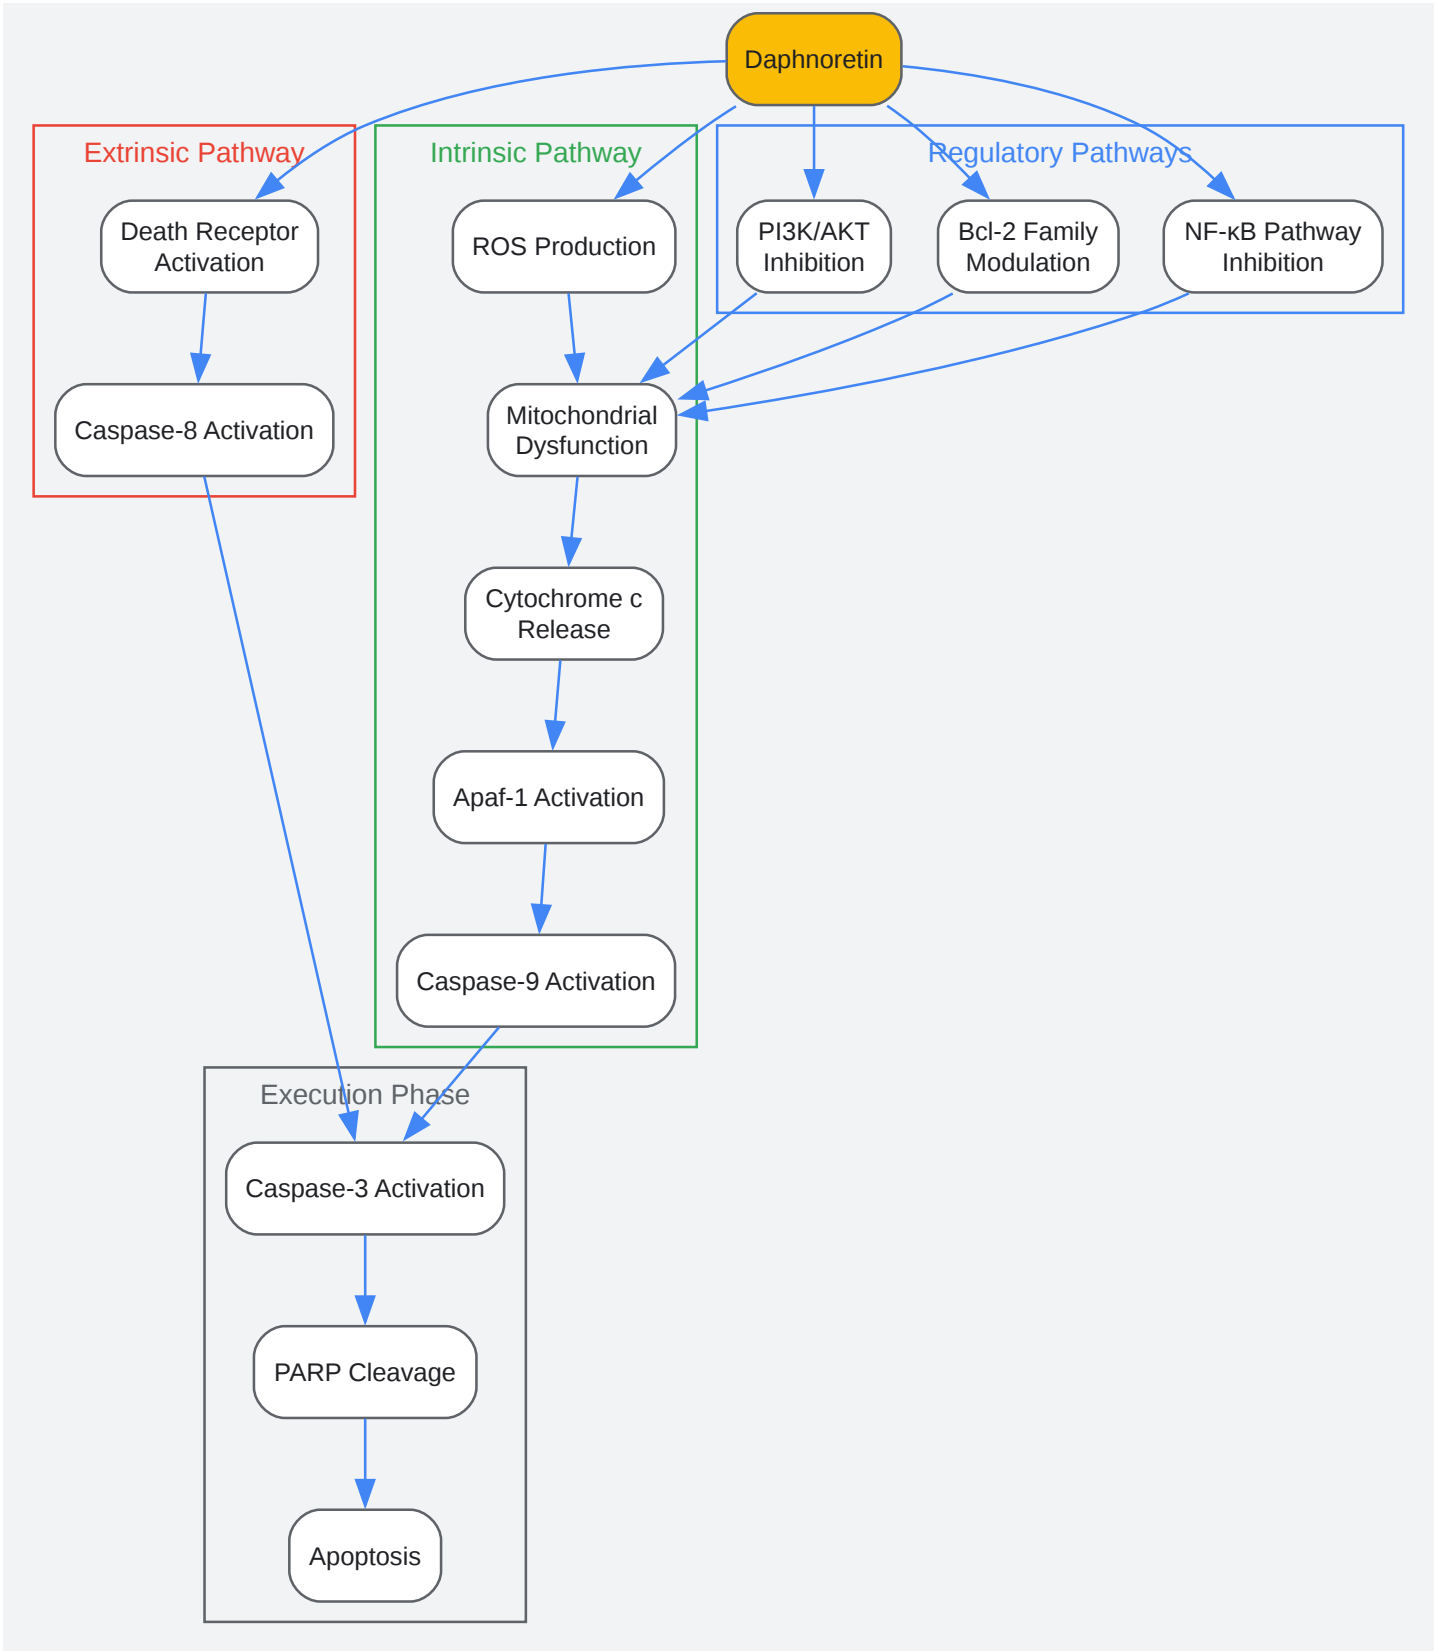 Daphnoretin
Extrinsic Pathway
Intrinsic Pathway
Regulatory Pathways
Death Receptor
Activation
ROS Production
PI3K/AKT
Inhibition
Bcl-2 Family
Modulation
NF-κB Pathway
Inhibition
Caspase-8 Activation
Mitochondrial
Dysfunction
Cytochrome c
Release
Apaf-1 Activation
Caspase-9 Activation
Execution Phase
Caspase-3 Activation
PARP Cleavage
Apoptosis